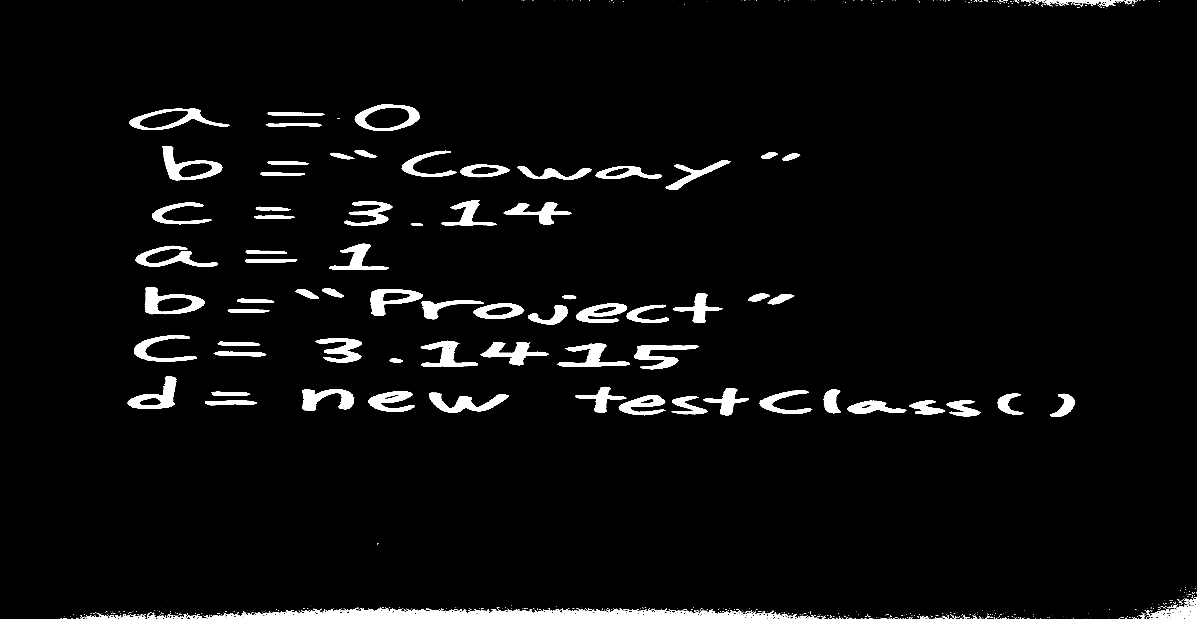 a = 0
b = "Coway"
c = 3.14
a = 1
b = "Project"
c = 3.1415
d = new testClass()